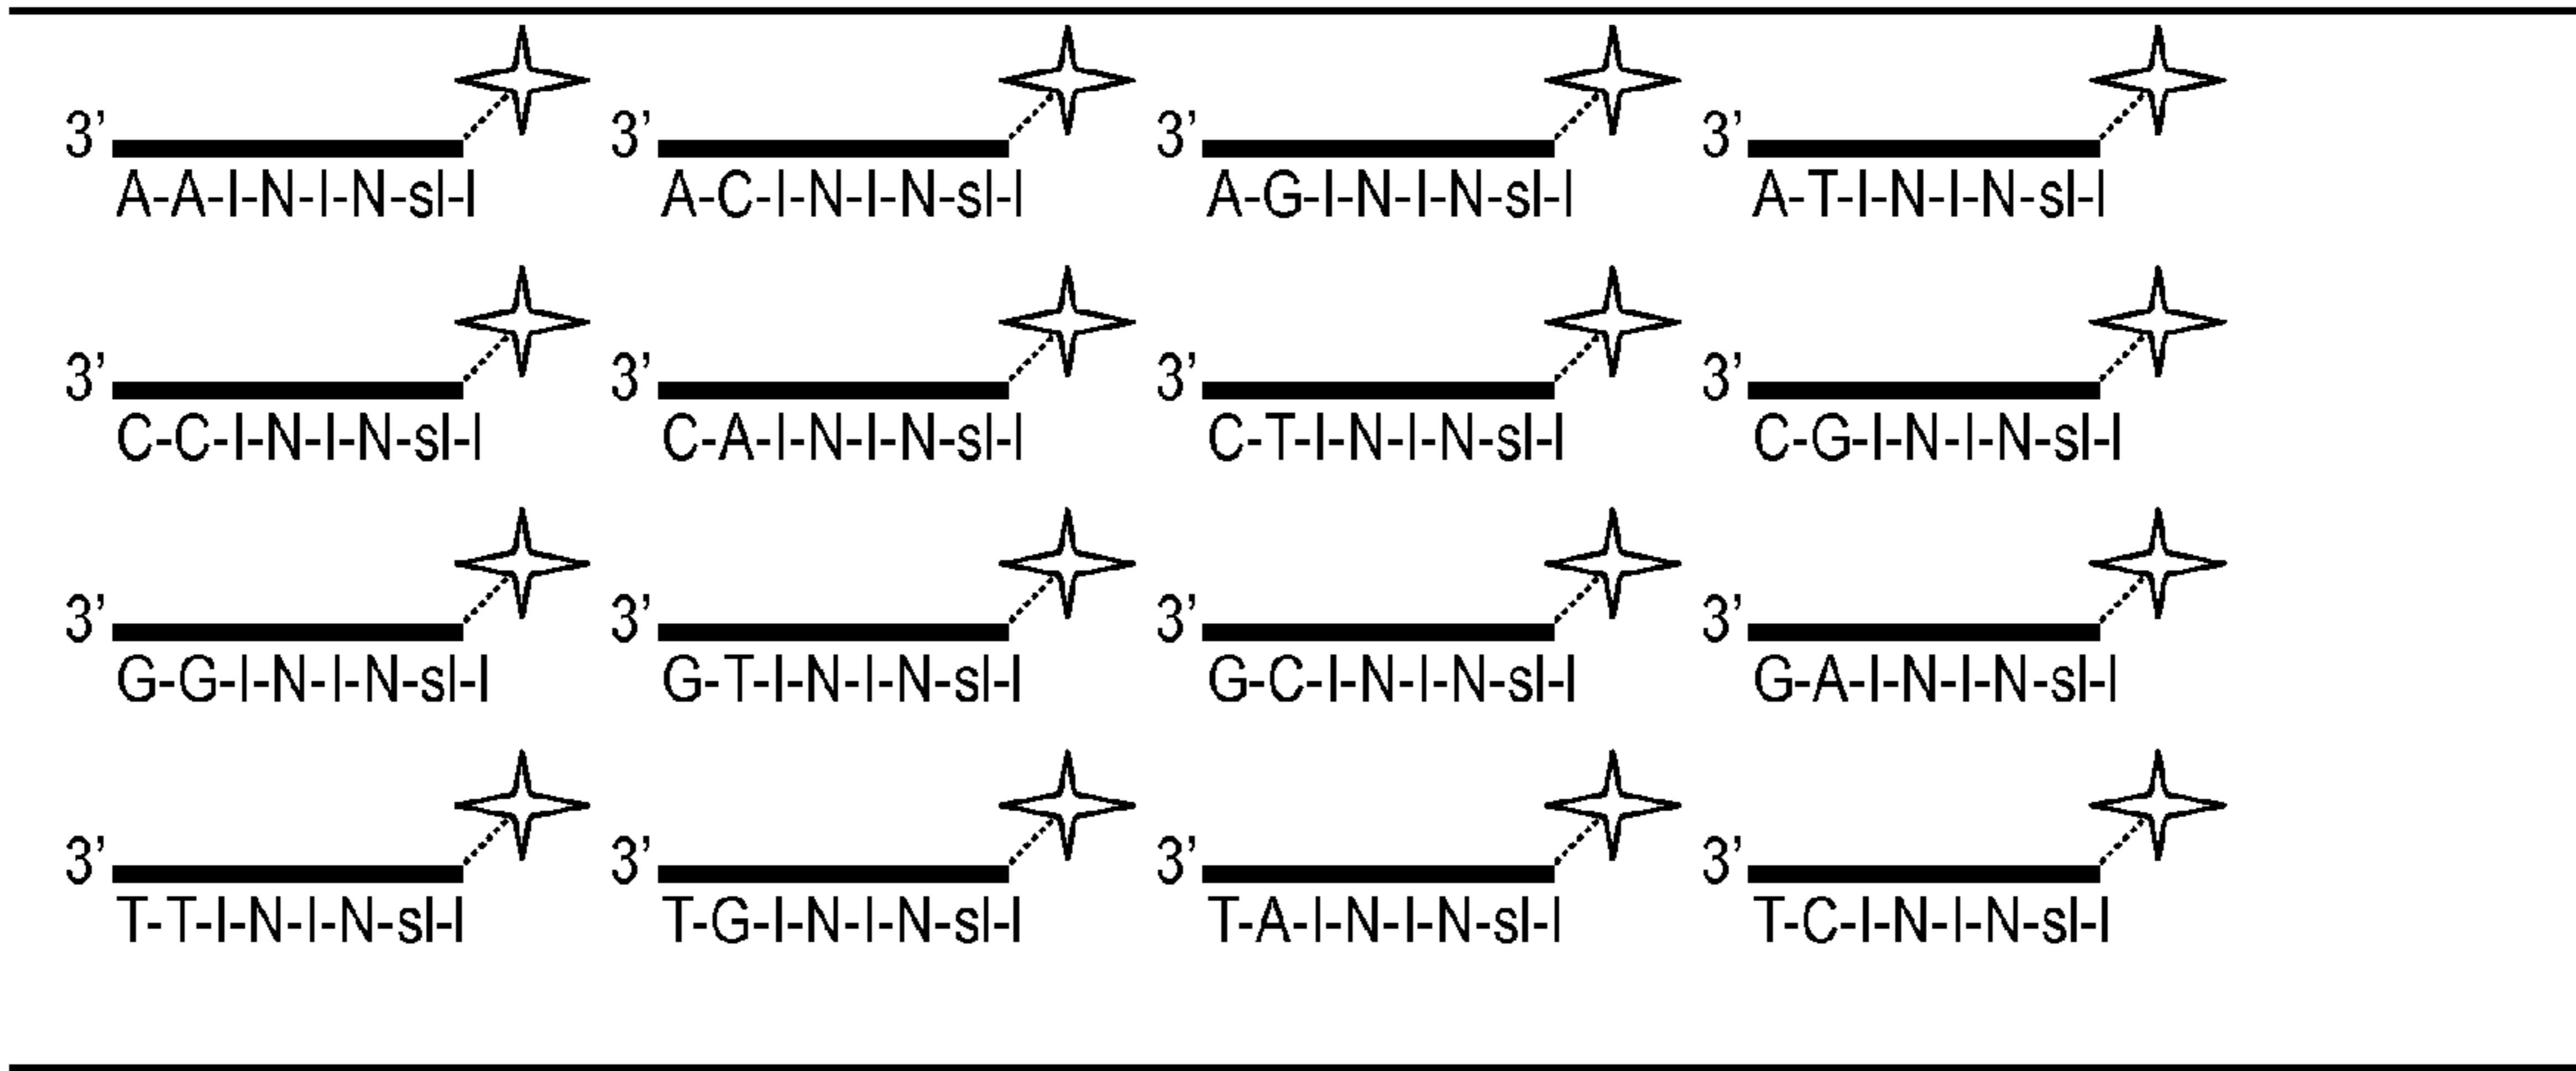 3' 3' 3' 3'
A-A-I-N-I-N-sI-I A-C-I-N-I-N-sI-I A-G-I-N-I-N-sI-I A-T-I-N-I-N-sI-I
3' 3' 3' 3'
C-C-I-N-I-N-sI-I C-A-I-N-I-N-sI-I C-T-I-N-I-N-sI-I C-G-I-N-I-N-sI-I
3' 3' 3' 3'
G-G-I-N-I-N-sI-I G-T-I-N-I-N-sI-I G-C-I-N-I-N-sI-I G-A-I-N-I-N-sI-I
3' 3' 3' 3'
T-T-I-N-I-N-sI-I T-G-I-N-I-N-sI-I T-A-I-N-I-N-sI-I T-C-I-N-I-N-sI-I